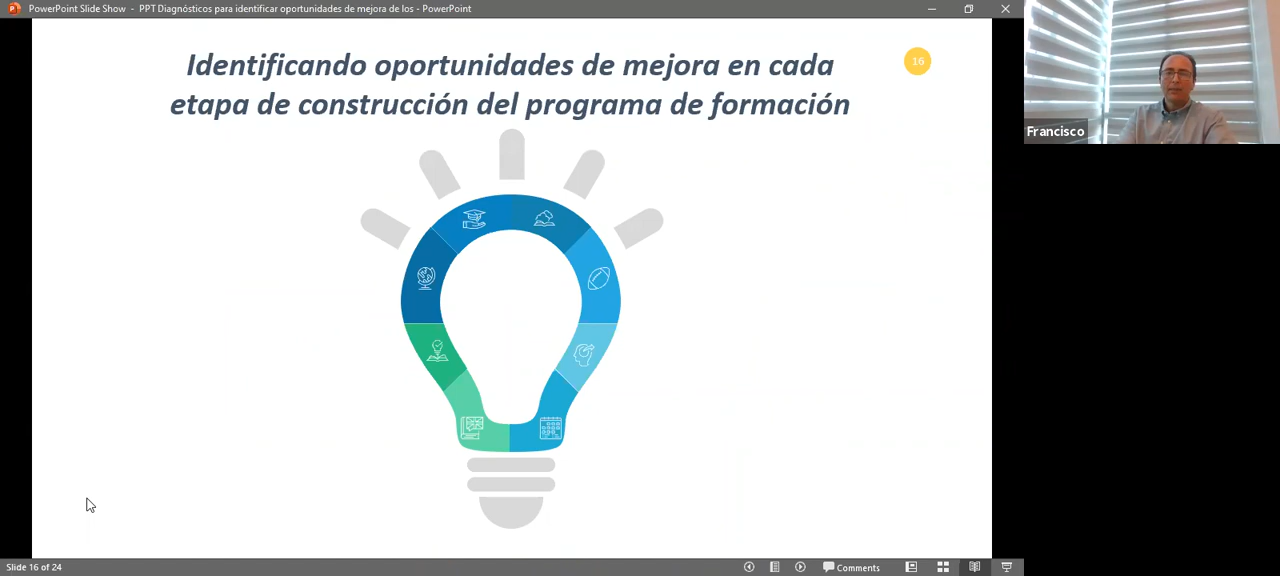 PowerPoint Slide Show - PPT Diagnósticos para identificar oportunidades de mejora de los - PowerPoint
Identificando oportunidades de mejora en cada
etapa de construcción del programa de formación
16
Francisco
Slide 16 of 24
Comments